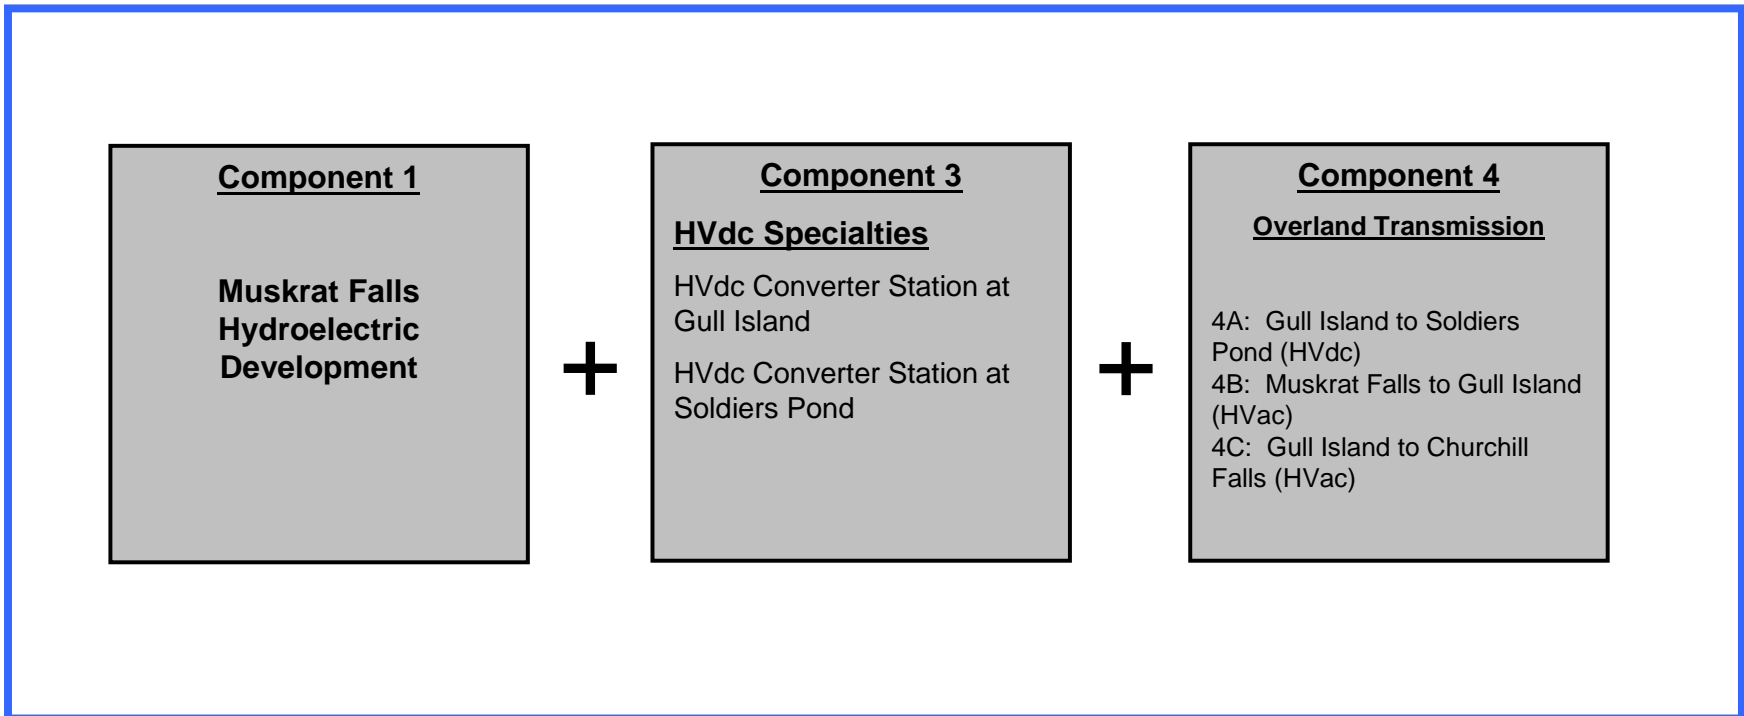 Component 1
Muskrat Falls
Hydroelectric
Development
+
Component 3
HVdc Specialties
HVdc Converter Station at
Gull Island
HVdc Converter Station at
Soldiers Pond
+
Component 4
Overland Transmission
4A:  Gull Island to Soldiers
Pond (HVdc)
4B:  Muskrat Falls to Gull Island
(HVac)
4C:  Gull Island to Churchill
Falls (HVac)